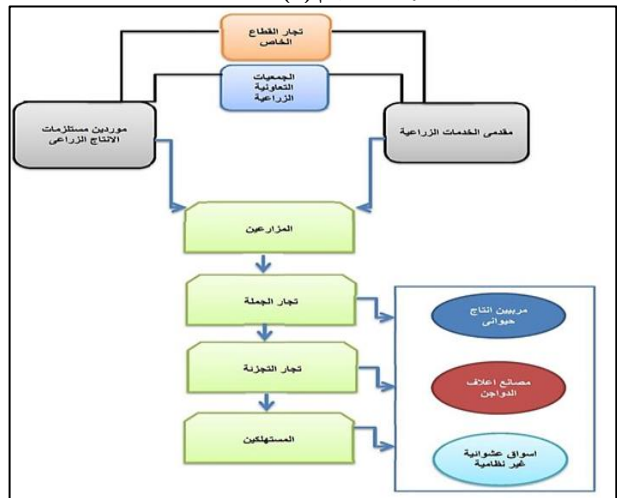 تجار القطاع
الخاص
الجمعيات
التعاونية
الزراعية
موردين مستلزمات
الانتاج الزراعى
مقدمى الخدمات الزراعية
المزارعين
تجار الجملة
مربيين انتاج
حيوانى
تجار التجزئة
مصانع اعلاف
الدواجن
المستهلكين
اسواق عشوائية
غير نظامية